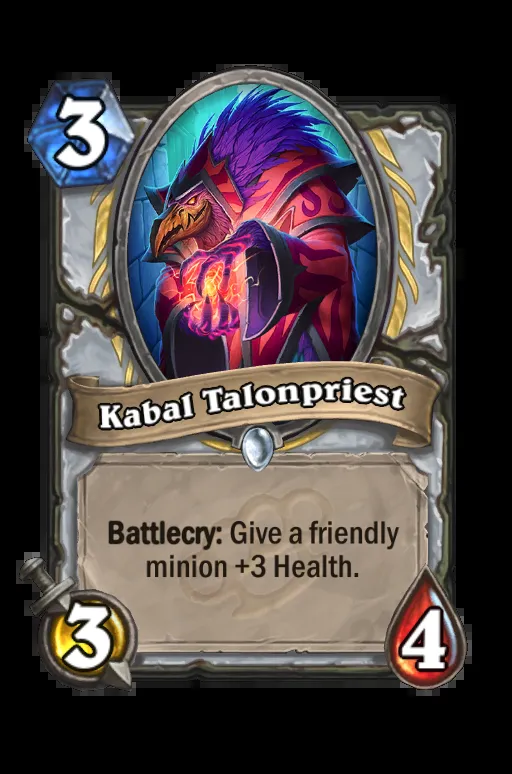 3
Kabal Talonpriest
Battlecry: Give a friendly
minion +3 Health.
3
4